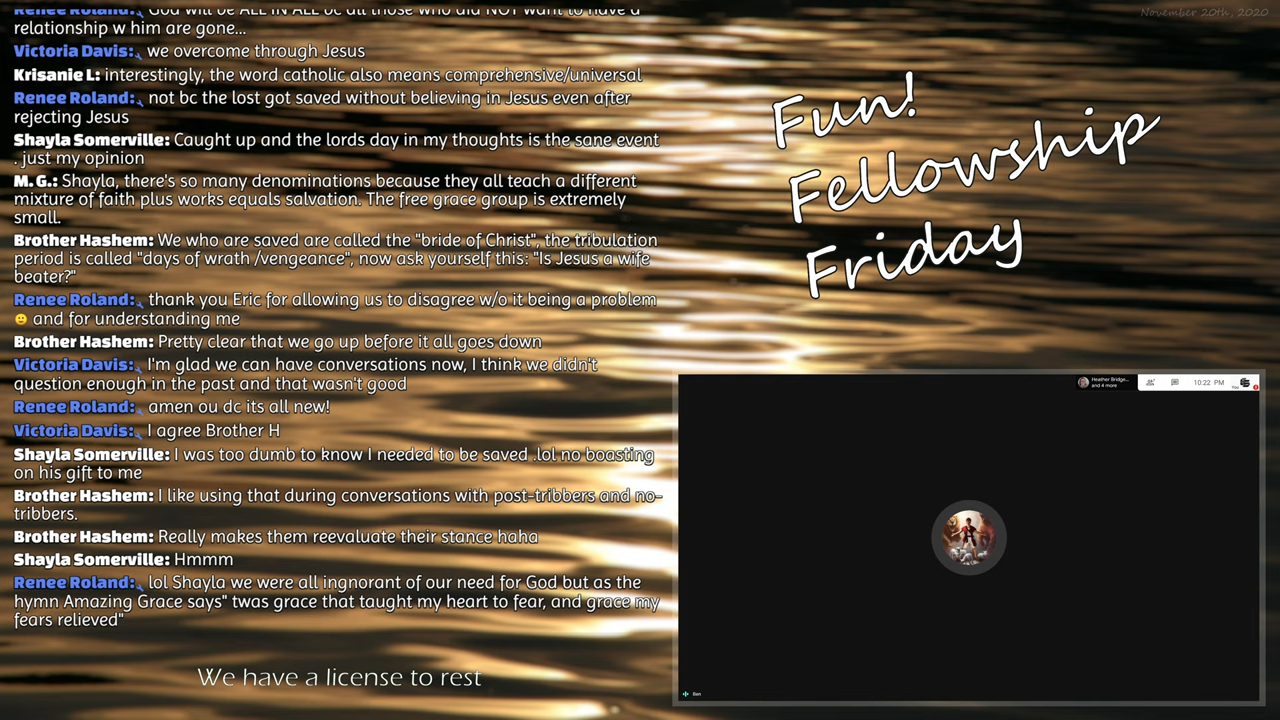 Renee Roland: God will be ALL IN ALL bc all those who did NOT want to have a
relationship w him are gone...
Victoria Davis: we overcome through Jesus
Krisanie L: interestingly, the word catholic also means comprehensive/universal
Renee Roland: not bc the lost got saved without believing in Jesus even after
rejecting Jesus
Shayla Somerville: Caught up and the lords day in my thoughts is the sane event
. just my opinion
M. G.: Shayla, there's so many denominations because they all teach a different
mixture of faith plus works equals salvation. The free grace group is extremely
small.
Brother Hashem: We who are saved are called the "bride of Christ", the tribulation
period is called "days of wrath /vengeance", now ask yourself this: "Is Jesus a wife
beater?"
Renee Roland: thank you Eric for allowing us to disagree w/o it being a problem
🙂 and for understanding me
Brother Hashem: Pretty clear that we go up before it all goes down
Victoria Davis: I'm glad we can have conversations now, I think we didn't
question enough in the past and that wasn't good
Renee Roland: amen ou dc its all new!
Victoria Davis: I agree Brother H
Shayla Somerville: I was too dumb to know I needed to be saved .lol no boasting
on his gift to me
Brother Hashem: I like using that during conversations with post-tribbers and no-
tribbers.
Brother Hashem: Really makes them reevaluate their stance haha
Shayla Somerville: Hmmm
Renee Roland: lol Shayla we were all ingnorant of our need for God but as the
hymn Amazing Grace says" twas grace that taught my heart to fear, and grace my
fears relieved"
We have a license to rest
November 20th, 2020
Fun!
Fellowship
Friday
Heather Bridge...
and 4 more
10:22 PM
You
Ben